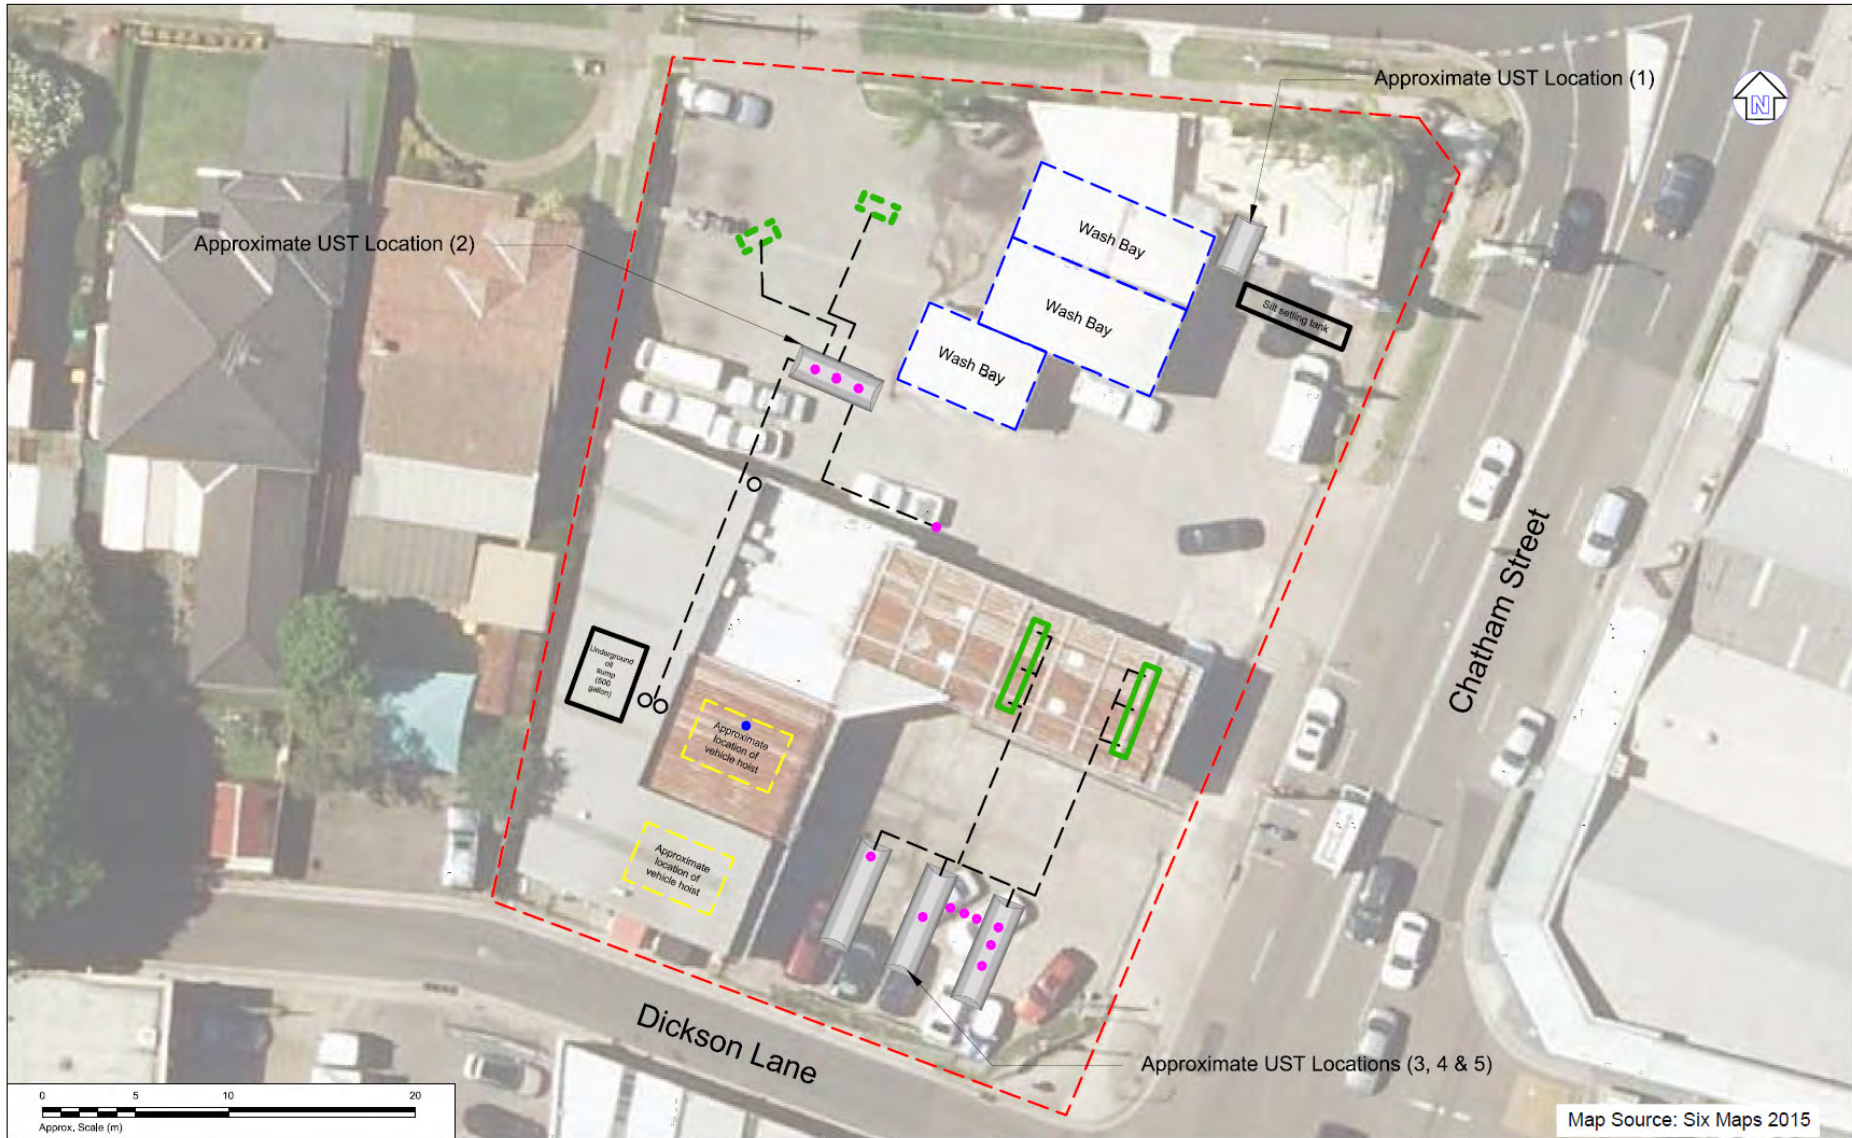 Approximate UST Location (1)
N
Wash Bay
Approximate UST Location (2)
Wash Bay
Silt setling tank
Wash Bay
Chatham Street
Underground
oil
sump
(500
gallon)
Approximate
location of
vehicle hoist
Approximate
location of
vehicle hoist
Dickson Lane
Approximate UST Locations (3, 4 & 5)
0 5 10 20
Approx. Scale (m)
Map Source: Six Maps 2015